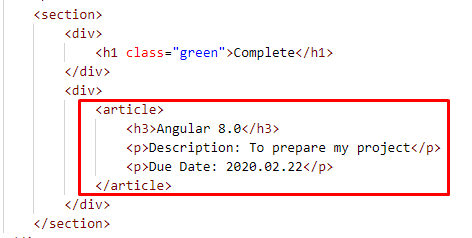 <section>
<div>
<h1 class="green">Complete</h1>
</div>
<div>
<article>
<h3>Angular 8.0</h3>
<p>Description: To prepare my project</p>
<p>Due Date: 2020.02.22</p>
</article>
</div>
</section>